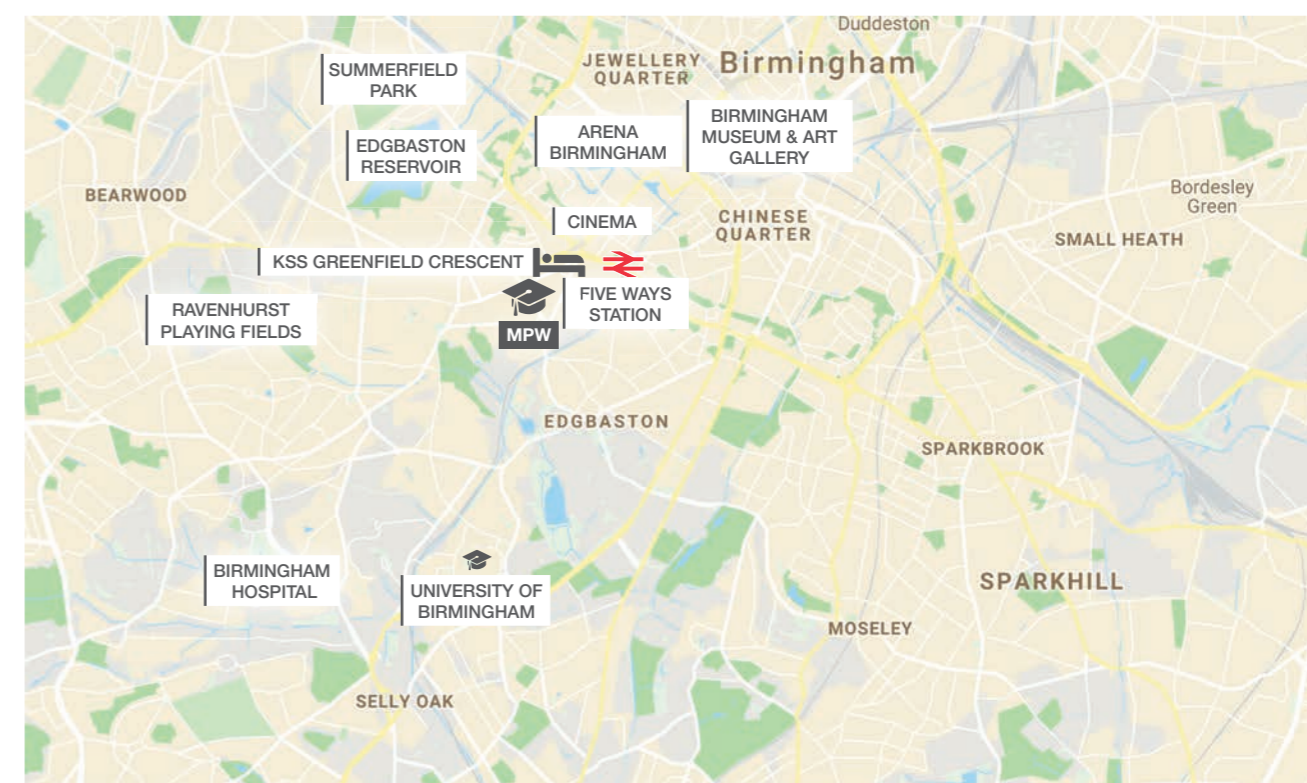 Duddeston
JEWELLERY
QUARTER
Birmingham
SUMMERFIELD
PARK
ARENA
BIRMINGHAM
BIRMINGHAM
MUSEUM & ART
GALLERY
EDGBASTON
RESERVOIR
BEARWOOD
Bordesley
Green
CINEMA
CHINESE
QUARTER
SMALL HEATH
KSS GREENFIELD CRESCENT
RAVENHURST
PLAYING FIELDS
FIVE WAYS
STATION
MPW
EDGBASTON
SPARKBROOK
BIRMINGHAM
HOSPITAL
UNIVERSITY OF
BIRMINGHAM
SPARKHILL
MOSELEY
SELLY OAK